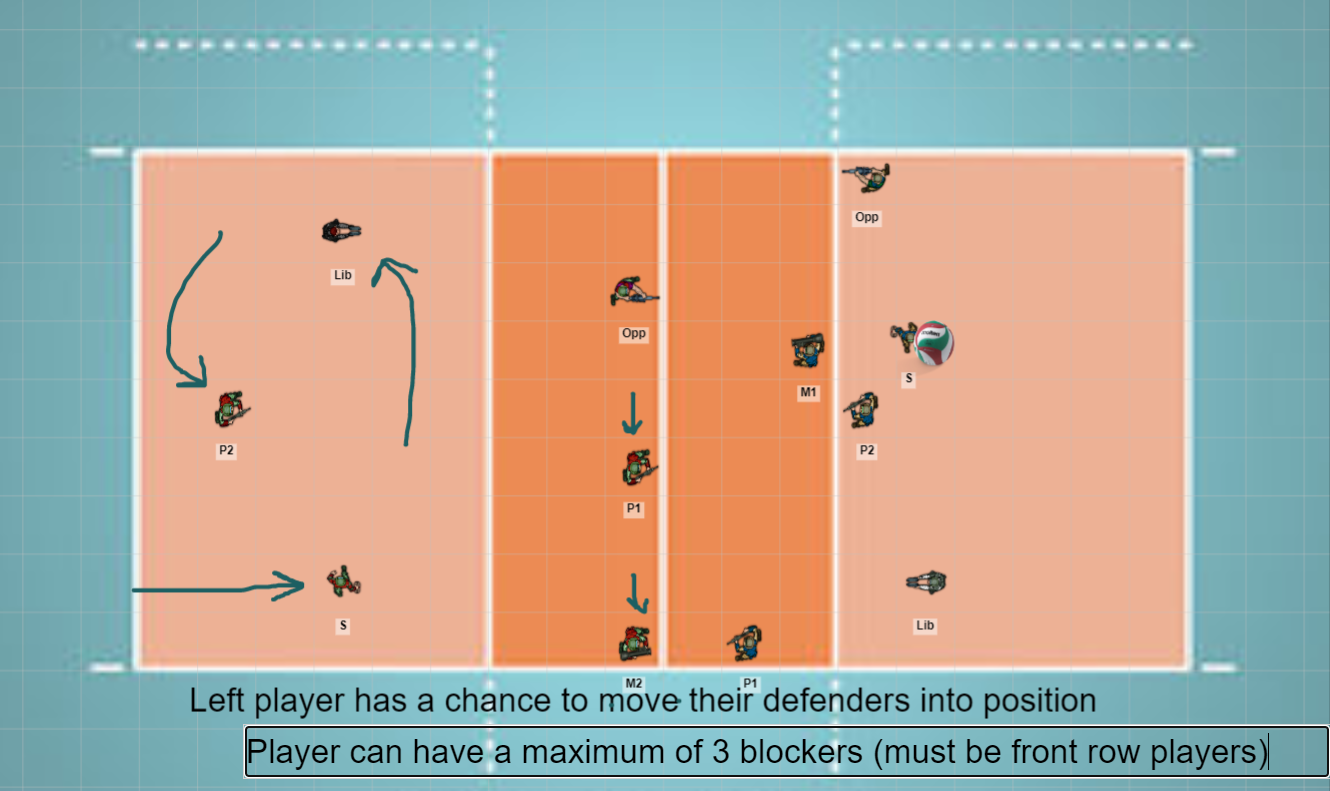 Opp
Lib
Opp
M1
S
P2
P2
P1
S
Lib
M2
P1
Left player has a chance to move their defenders into position
Player can have a maximum of 3 blockers (must be front row players)